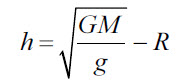 h = √(GM/g) − R